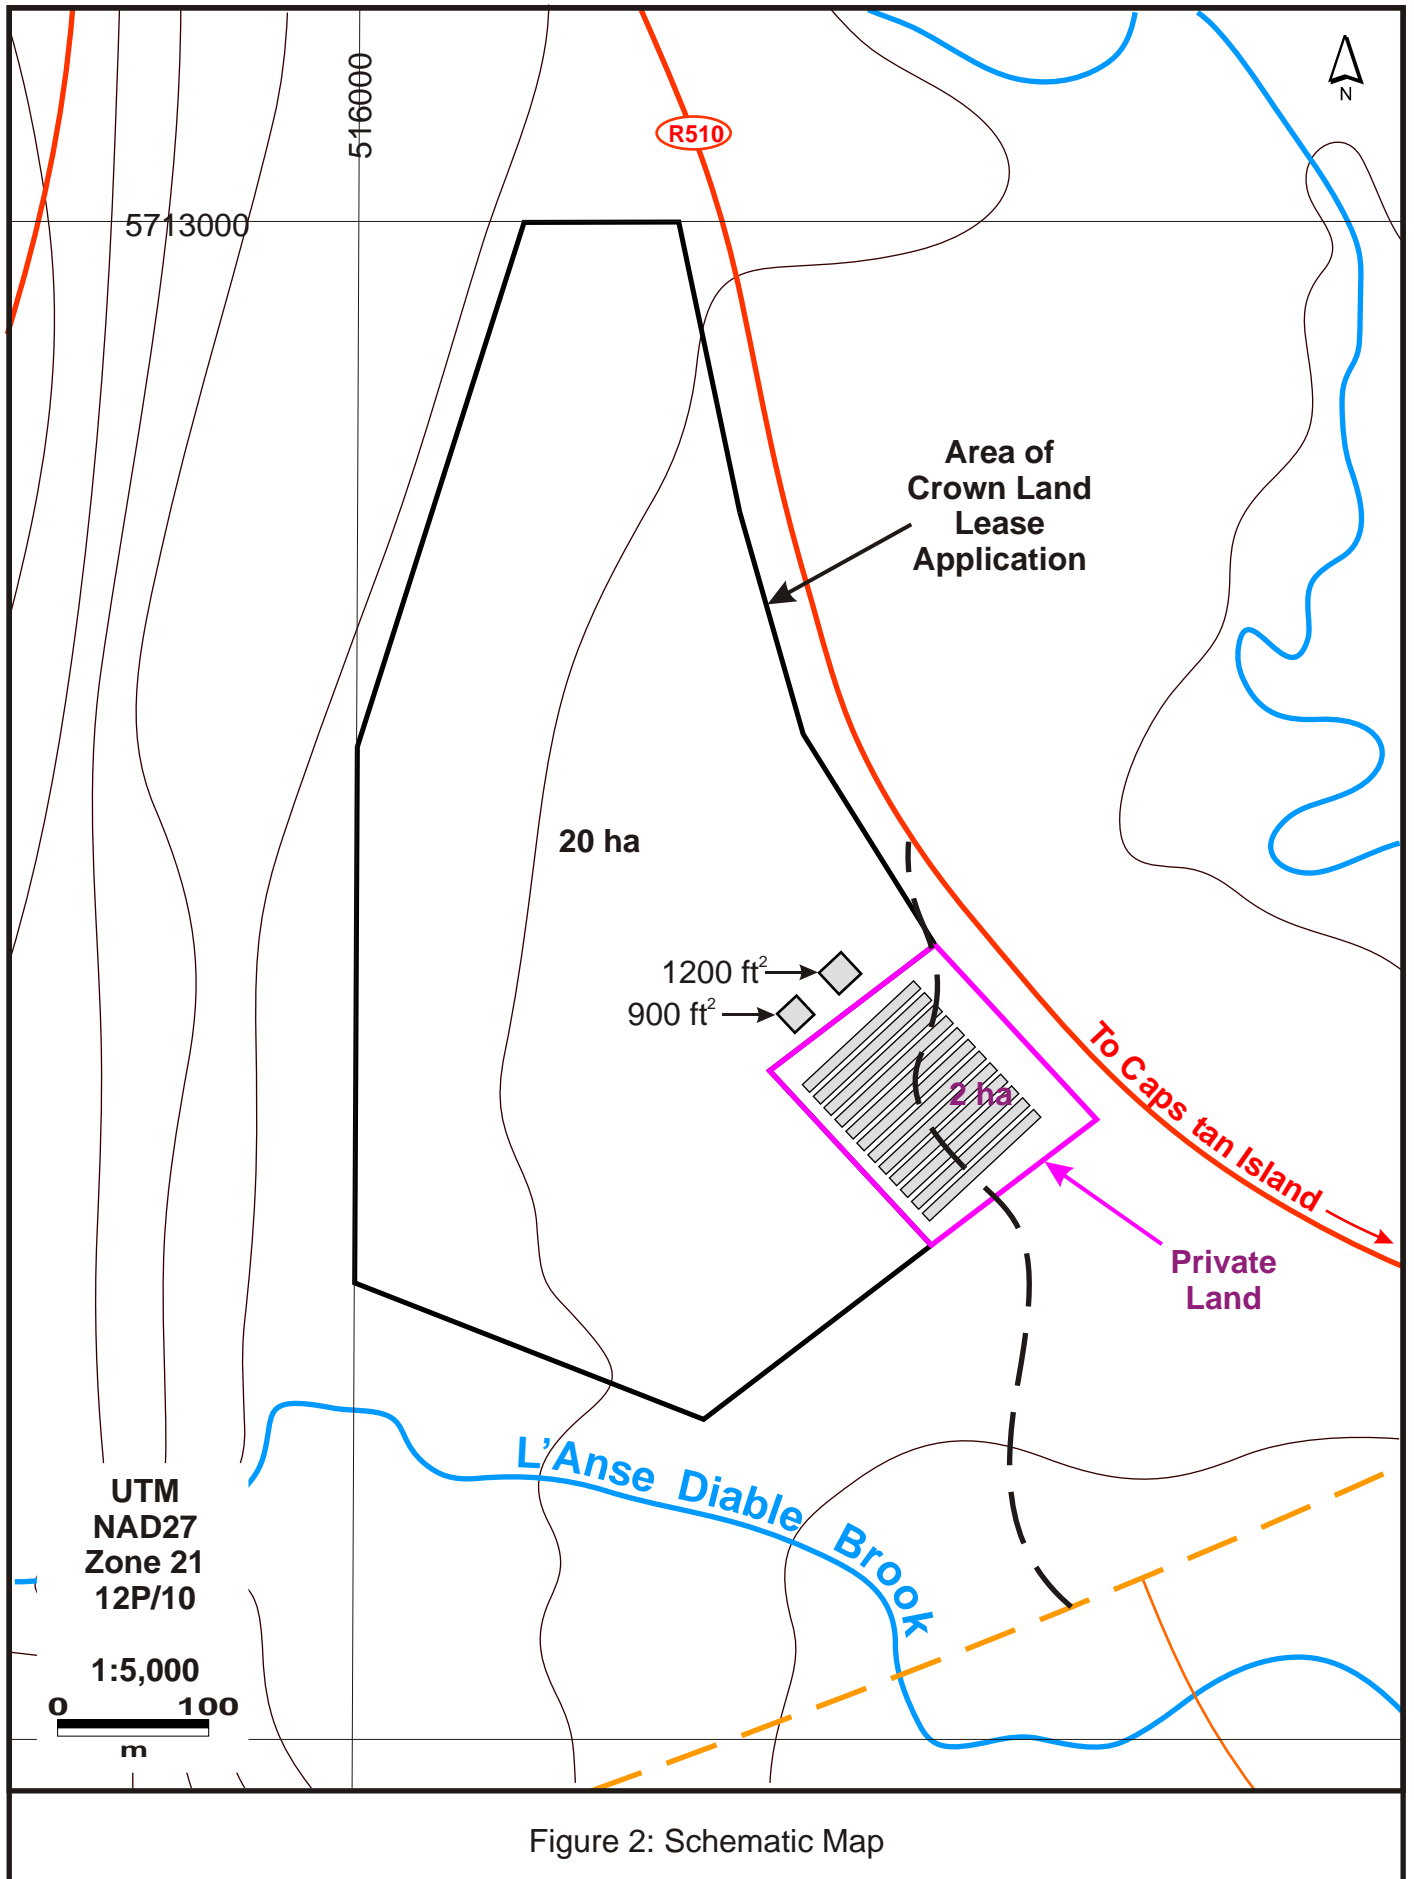 516000
N
R510
5713000
Area of
Crown Land
Lease
Application
20 ha
1200 ft²
900 ft²
2 ha
To Caps tan Island
Private
Land
L’Anse Diable Brook
UTM
NAD27
Zone 21
12P/10
1:5,000
0 100
m
Figure 2: Schematic Map